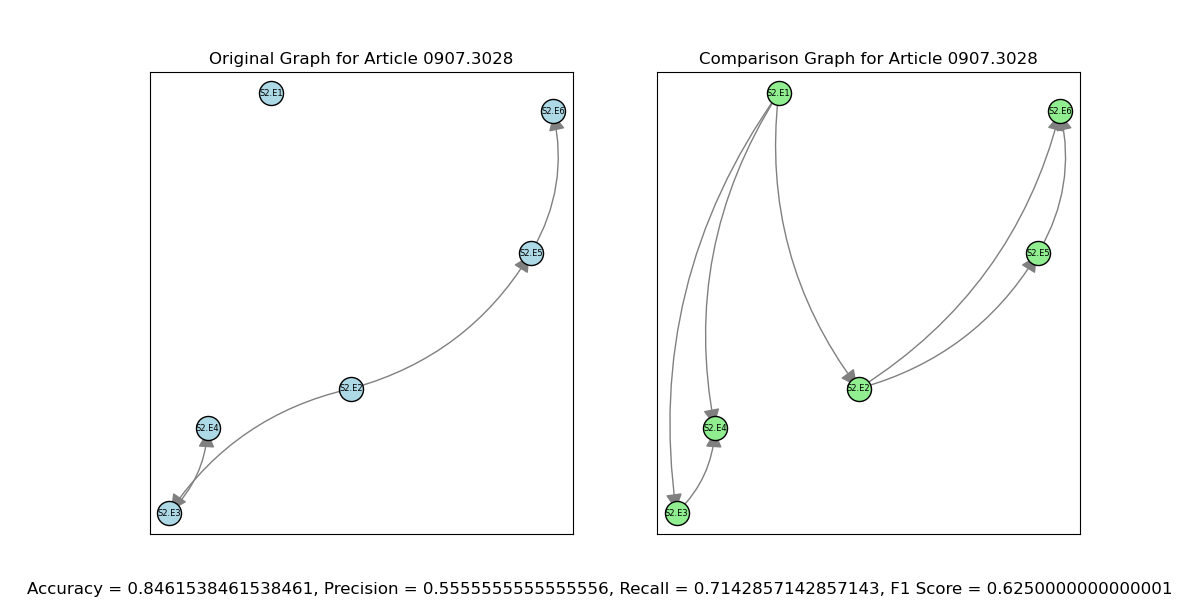 Original Graph for Article 0907.3028
S2.E1
S2.E6
S2.E5
S2.E2
S2.E4
S2.E3
Comparison Graph for Article 0907.3028
S2.E1
S2.E6
S2.E5
S2.E2
S2.E4
S2.E3
Accuracy = 0.8461538461538461, Precision = 0.5555555555555556, Recall = 0.7142857142857143, F1 Score = 0.6250000000000001